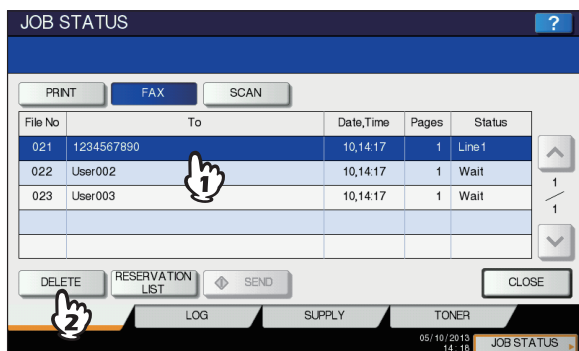 JOB STATUS ?
PRINT FAX SCAN
File No To Date,Time Pages Status
021 1234567890 10,14:17 1 Line1
022 User002 10,14:17 1 Wait
023 User003 10,14:17 1 Wait
1
1
1
DELETE RESERVATION LIST SEND CLOSE
2
LOG SUPPLY TONER
05/10/2013
14:18 JOB STATUS